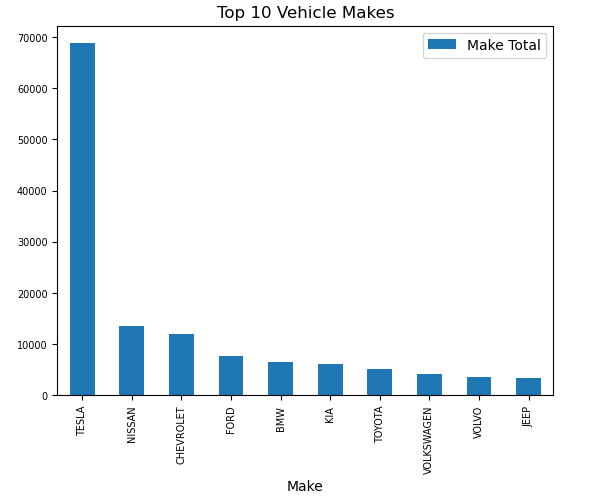 Top 10 Vehicle Makes
Make Total
70000
60000
50000
40000
30000
20000
10000
0
TESLA
NISSAN
CHEVROLET
FORD
BMW
KIA
TOYOTA
VOLKSWAGEN
VOLVO
JEEP
Make